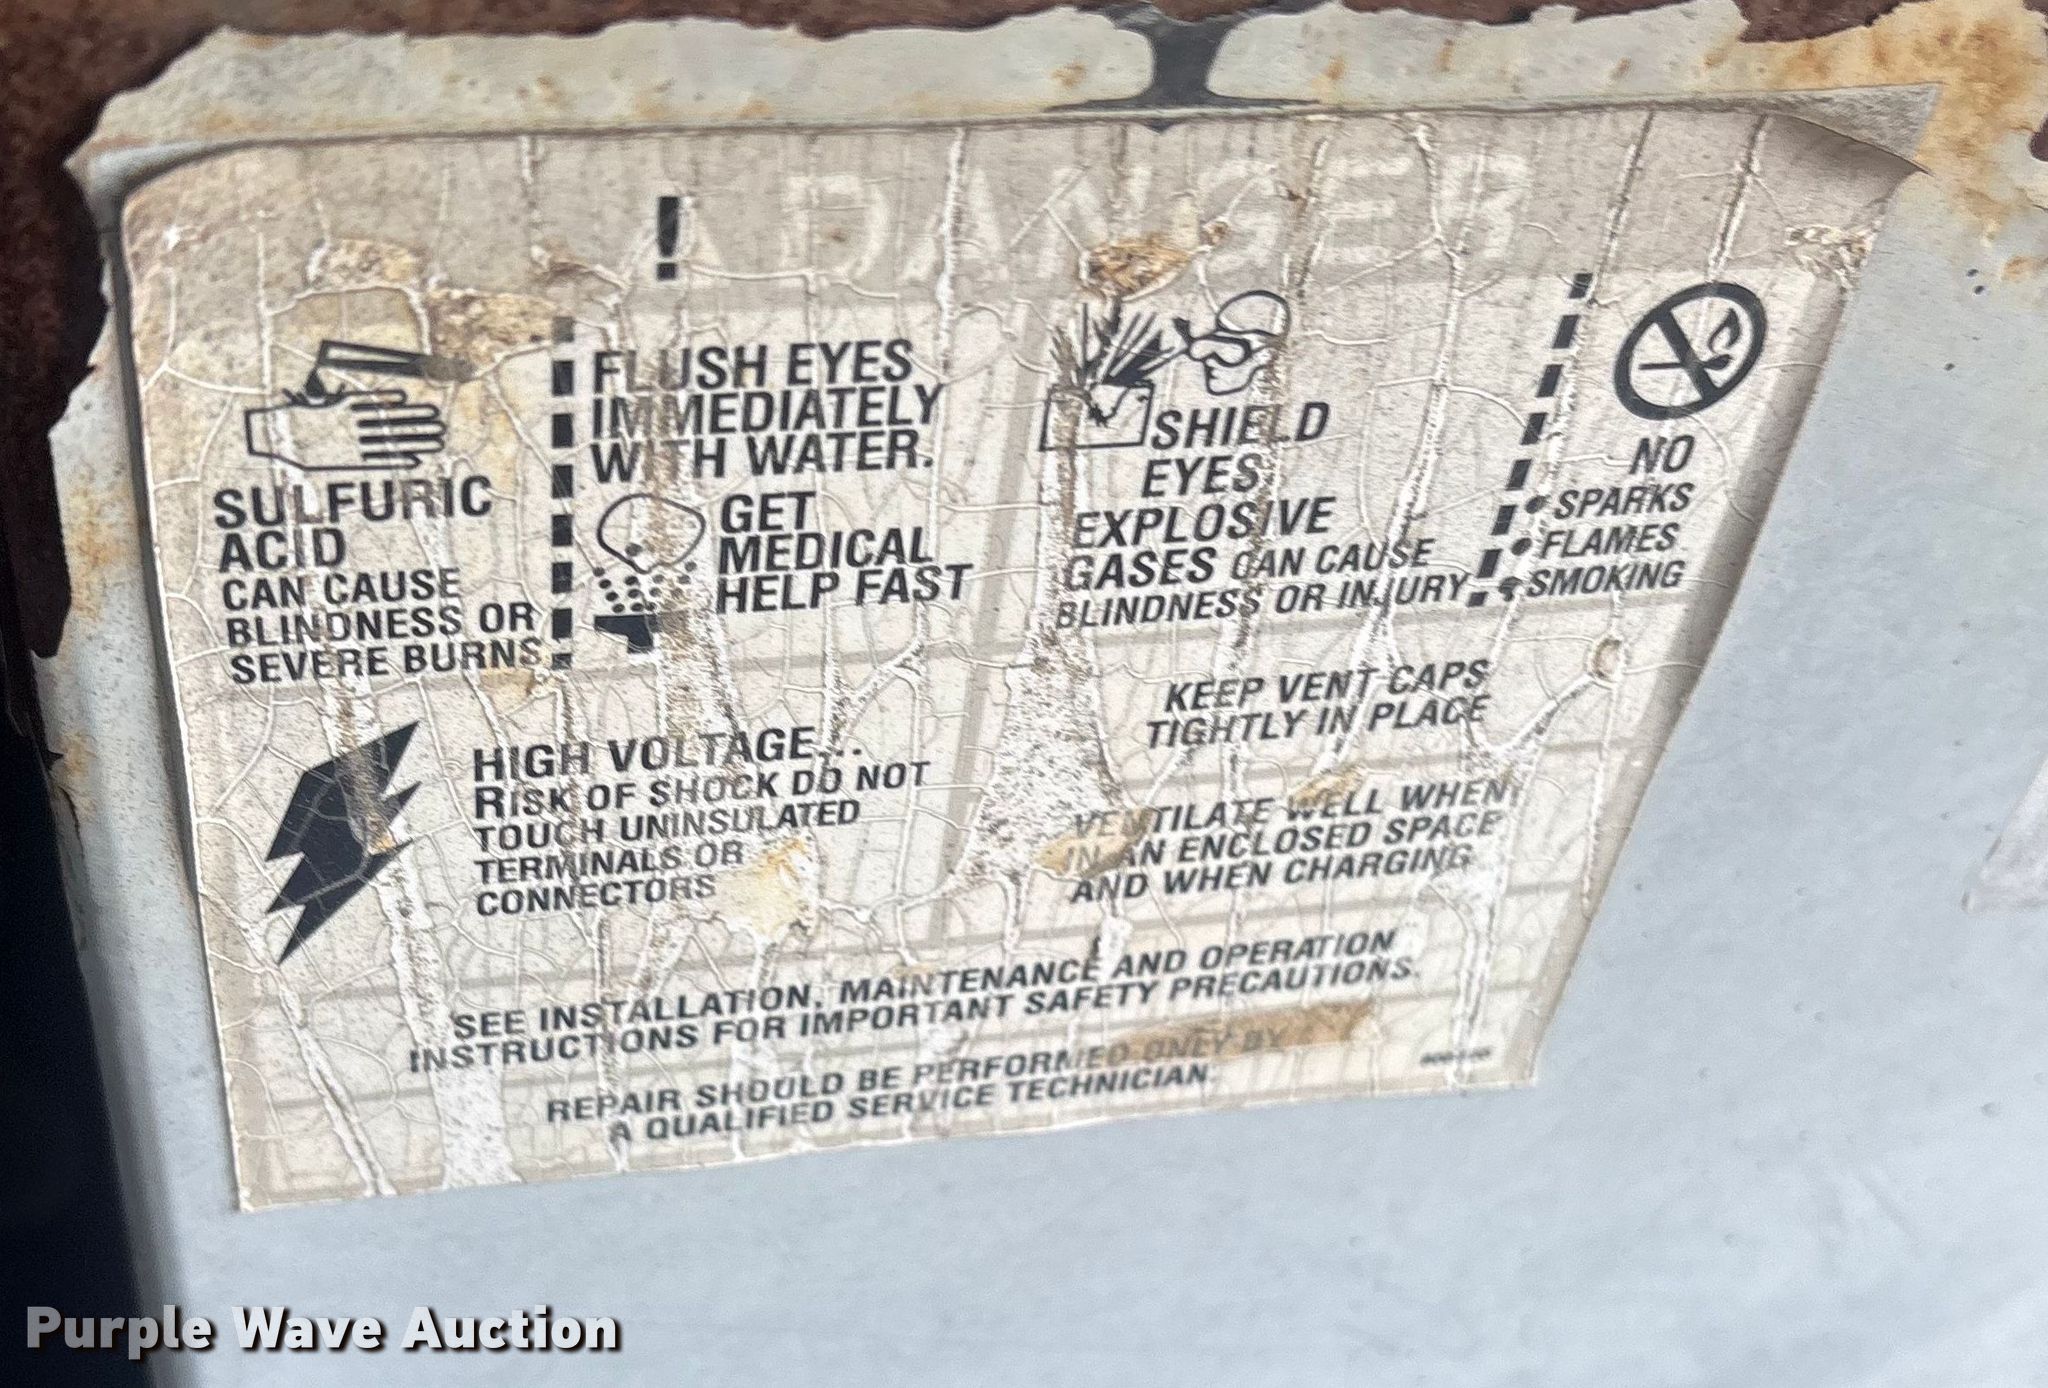 ! DANGER
SULFURIC
ACID
CAN CAUSE
BLINDNESS OR
SEVERE BURNS
FLUSH EYES
IMMEDIATELY
WITH WATER.
GET
MEDICAL
HELP FAST
SHIELD
EYES
EXPLOSIVE
GASES CAN CAUSE
BLINDNESS OR INJURY
NO
• SPARKS
• FLAMES
• SMOKING
HIGH VOLTAGE...
RISK OF SHOCK DO NOT
TOUCH UNINSULATED
TERMINALS OR
CONNECTORS
KEEP VENT CAPS
TIGHTLY IN PLACE
VENTILATE WELL WHEN
IN AN ENCLOSED SPACE
AND WHEN CHARGING
SEE INSTALLATION, MAINTENANCE AND OPERATION
INSTRUCTIONS FOR IMPORTANT SAFETY PRECAUTIONS.
REPAIR SHOULD BE PERFORMED ONLY BY
A QUALIFIED SERVICE TECHNICIAN.
Purple Wave Auction